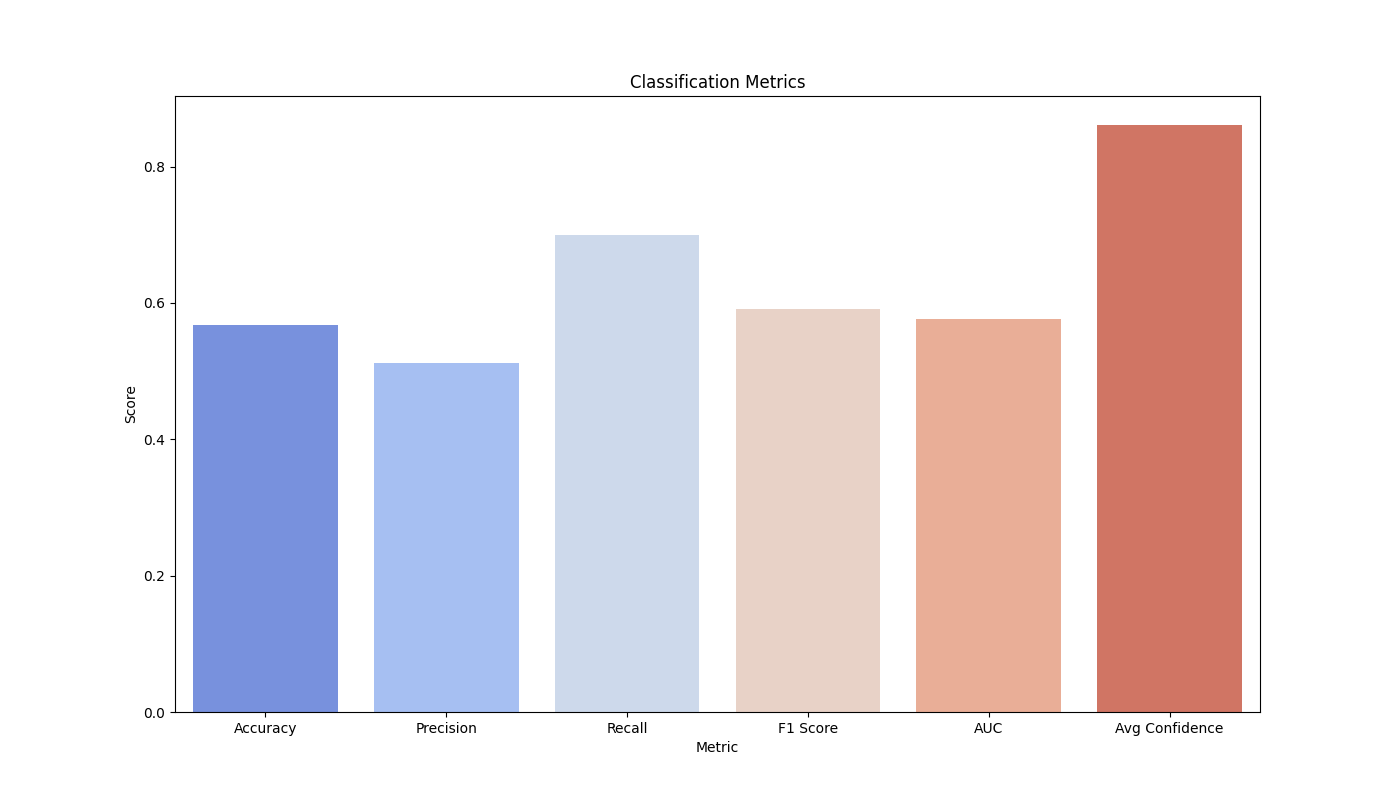 Classification Metrics
0.8
0.6
0.4
0.2
0.0
Score
Accuracy Precision Recall F1 Score AUC Avg Confidence
Metric